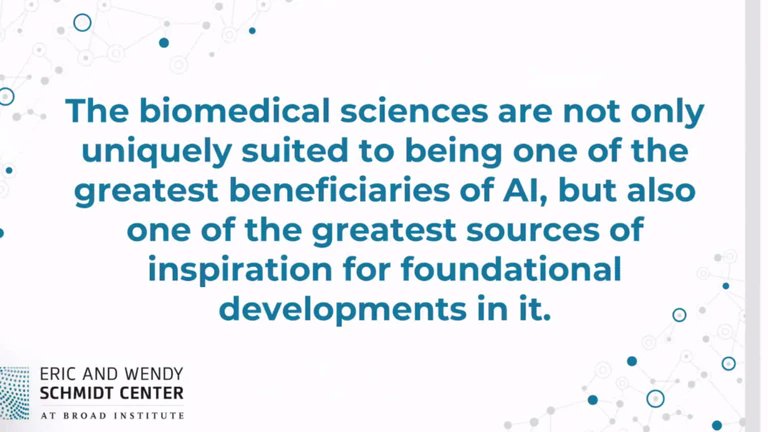 The biomedical sciences are not only
uniquely suited to being one of the
greatest beneficiaries of AI, but also
one of the greatest sources of
inspiration for foundational
developments in it.
ERIC AND WENDY
SCHMIDT CENTER
AT BROAD INSTITUTE